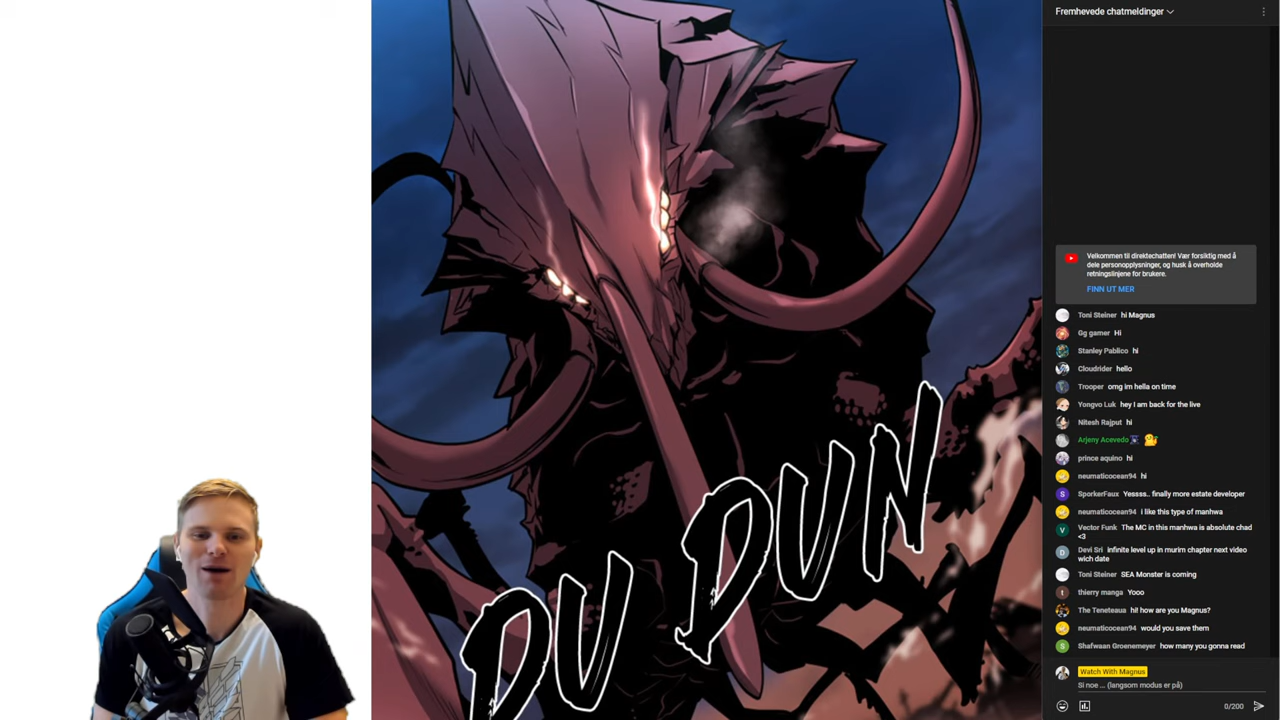 DU DUN
Fremhevede chatmeldinger
Velkommen til direktechatten! Vær forsiktig med å
dele personopplysninger, og husk å overholde
retningslinjene for brukere.
FINN UT MER
Toni Steiner hi Magnus
Gg gamer Hi
Stanley Pablico hi
Cloudrider hello
Trooper omg im hella on time
Yongvo Luk hey I am back for the live
Nitesh Rajput hi
Arjeny Acevedo
prince aquino hi
neumaticocean94 hi
S SporkerFaux Yessss.. finally more estate developer
neumaticocean94 i like this type of manhwa
V Vector Funk The MC in this manhwa is absolute chad
<3
D Devi Sri infinite level up in murim chapter next video
wich date
Toni Steiner SEA Monster is coming
t thierry manga Yooo
The Teneteaua hi! how are you Magnus?
neumaticocean94 would you save them
S Shafwaan Groenemeyer how many you gonna read
Watch With Magnus
Si noe ... (langsom modus er på)
0/200